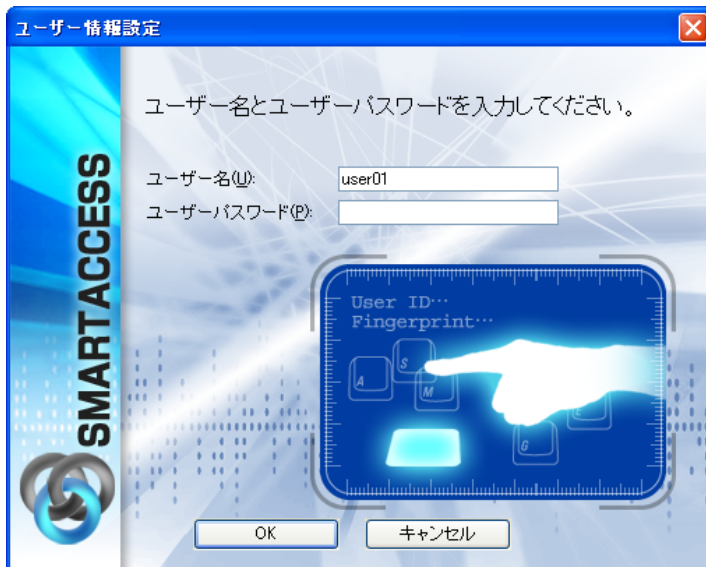 ユーザー情報設定
ユーザー名とユーザーパスワードを入力してください。
ユーザー名(U):
user01
ユーザーパスワード(P):
SMARTACCESS
User ID…
Fingerprint…
A
S
M
G
E
OK
キャンセル